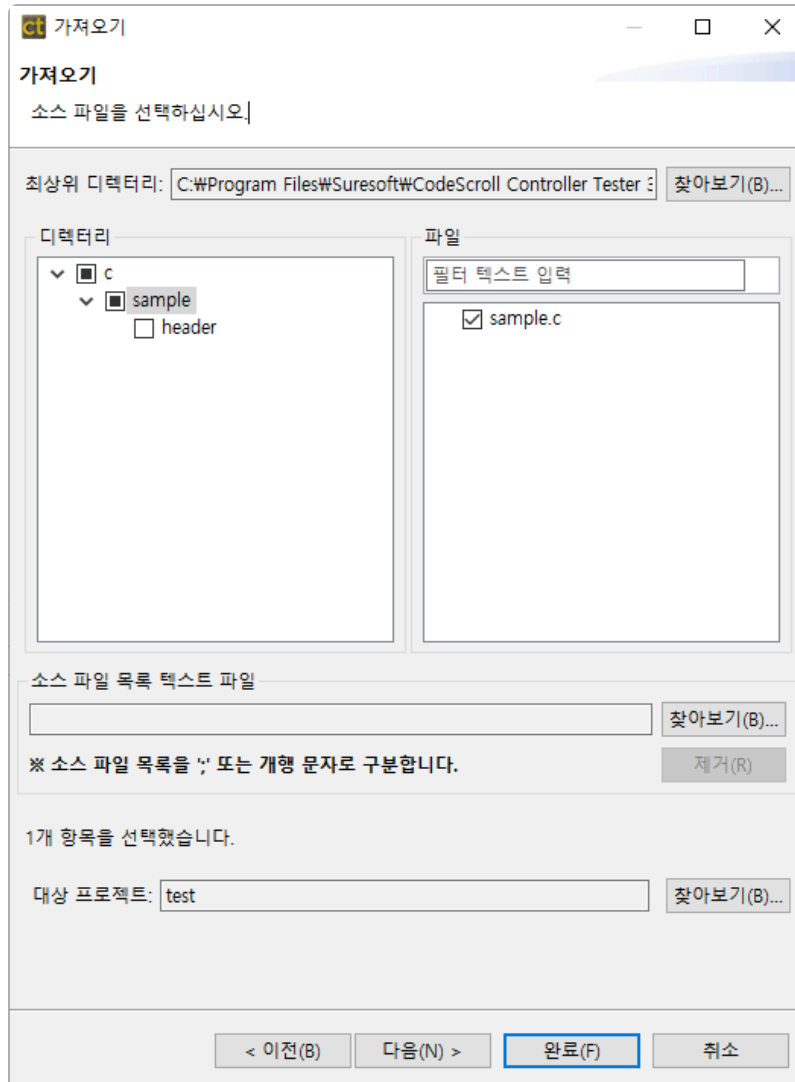 ct 가져오기
가져오기
소스 파일을 선택하십시오.
최상위 디렉터리: C:₩Program Files₩Suresoft₩CodeScroll Controller Tester 3 찾아보기(B)...
디렉터리
c
sample
header
파일
필터 텍스트 입력
sample.c
소스 파일 목록 텍스트 파일
찾아보기(B)...
※ 소스 파일 목록을 ';' 또는 개행 문자로 구분합니다.
제거(R)
1개 항목을 선택했습니다.
대상 프로젝트: test 찾아보기(B)...
< 이전(B) 다음(N) > 완료(F) 취소